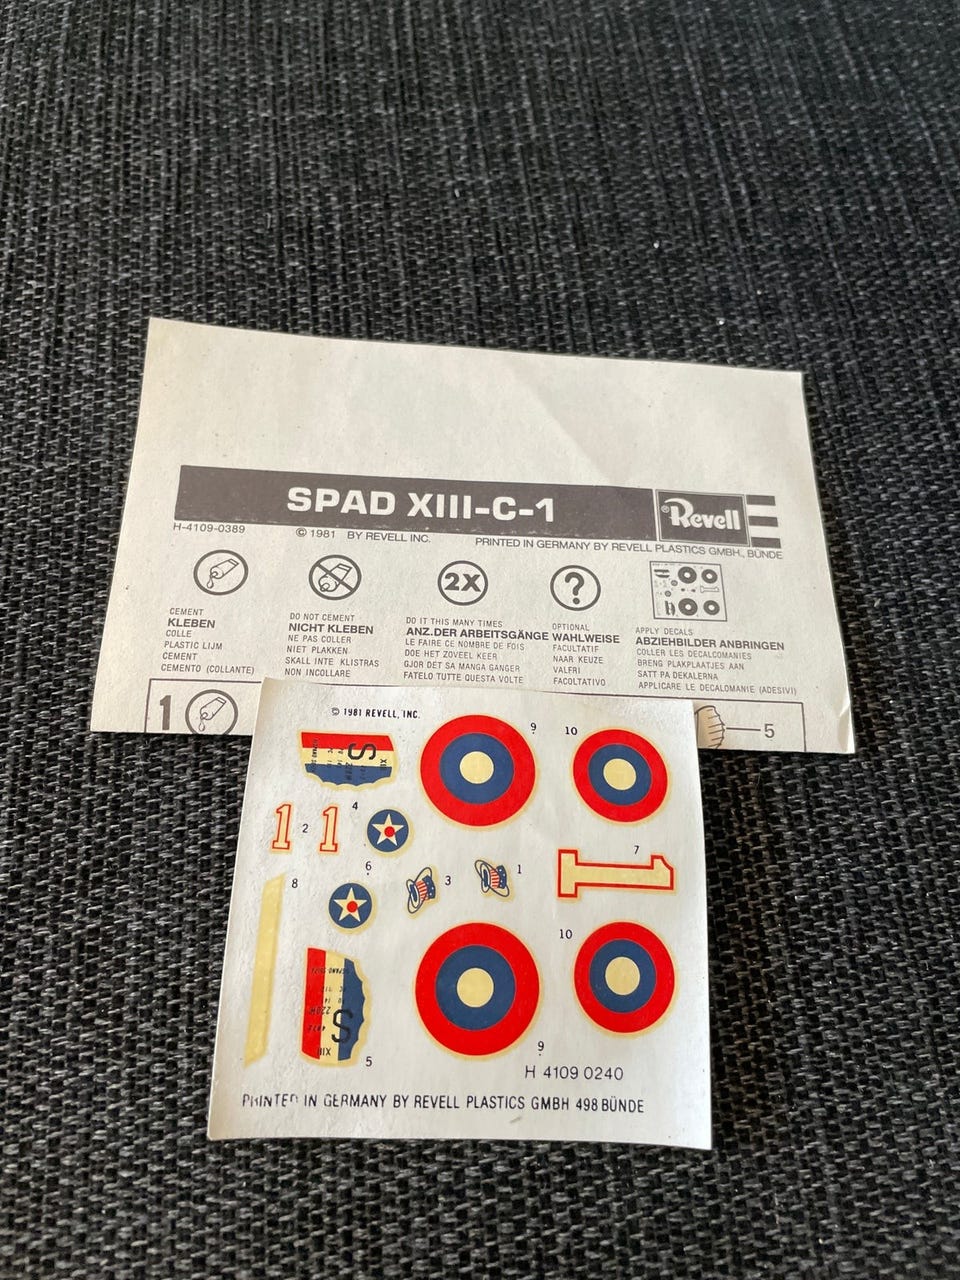 SPAD XIII-C-1
®Revell
H-4109-0389
© 1981 BY REVELL INC.
PRINTED IN GERMANY BY REVELL PLASTICS GMBH., BÜNDE
2X
?
CEMENT
KLEBEN
COLLE
PLASTIC LIJM
CEMENT
CEMENTO (COLLANTE)
DO NOT CEMENT
NICHT KLEBEN
NE PAS COLLER
NIET PLAKKEN
SKALL INTE KLISTRAS
NON INCOLLARE
DO IT THIS MANY TIMES
ANZ.DER ARBEITSGÄNGE
LE FAIRE CE NOMBRE DE FOIS
DOE HET ZOVEEL KEER
GJOR DET SA MANGA GANGER
FATELO TUTTE QUESTA VOLTE
OPTIONAL
WAHLWEISE
FACULTATIF
NAAR KEUZE
VALFRI
FACOLTATIVO
APPLY DECALS
ABZIEHBILDER ANBRINGEN
COLLER LES DECALCOMANIES
BRENG PLAKPLAATJES AAN
SATT PA DEKALERNA
APPLICARE LE DECALOMANIE (ADESIVI)
1
5
© 1981 REVELL, INC.
9
10
S
XIII
4
1
2
1
7
1
6
3
1
8
10
S
XIII
5
9
H 4109 0240
PRINTED IN GERMANY BY REVELL PLASTICS GMBH 498 BÜNDE